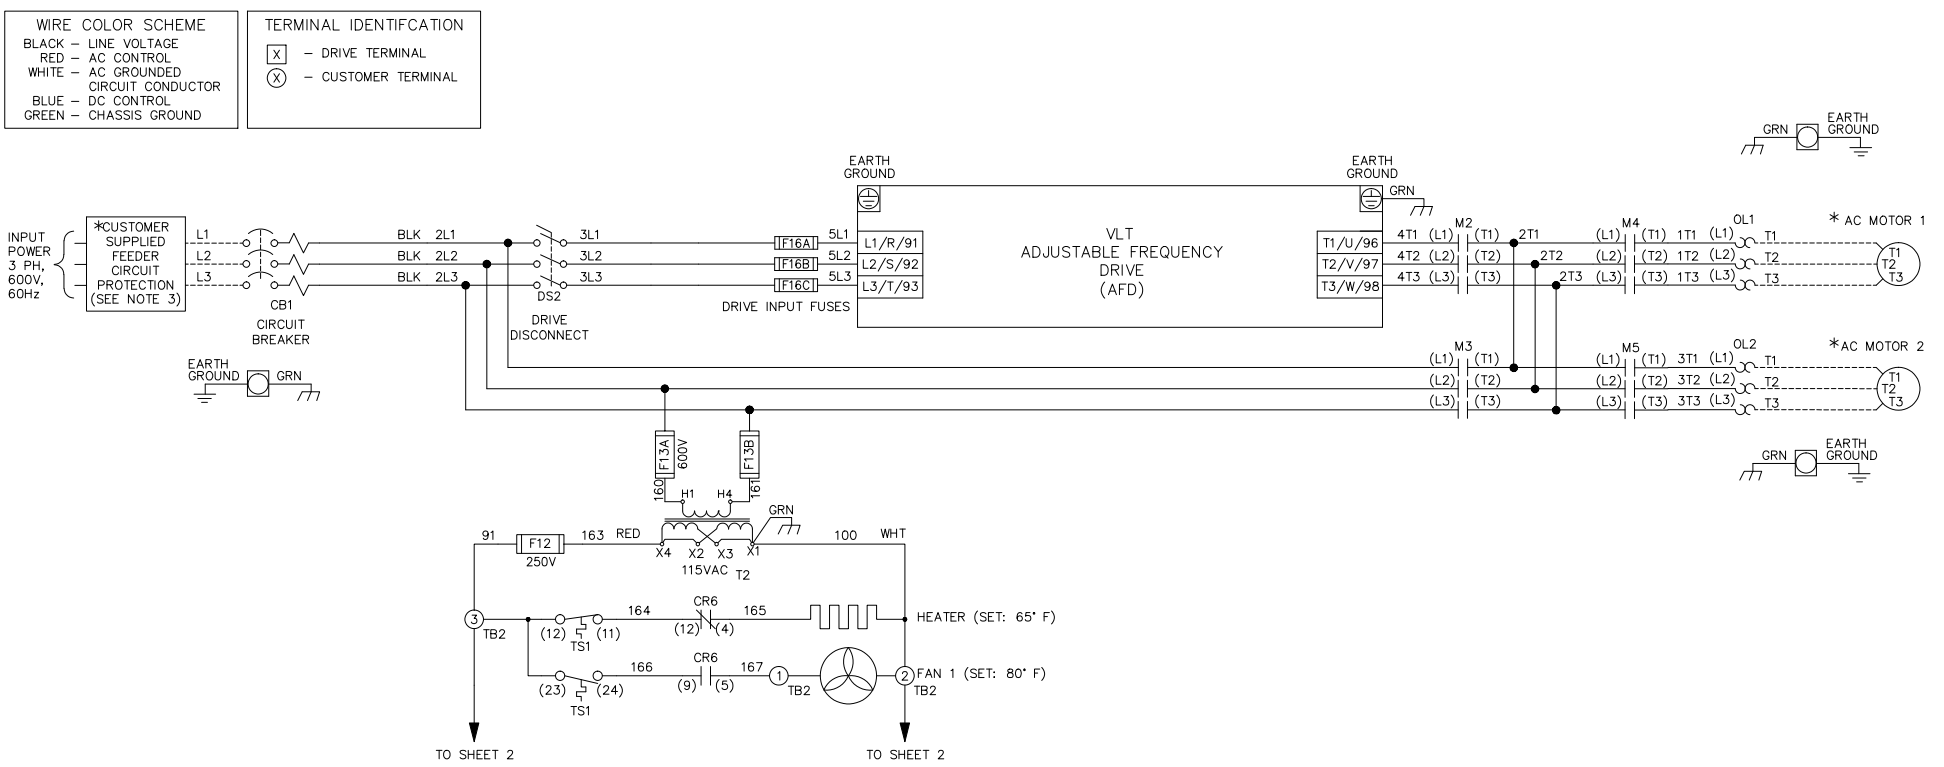 WIRE COLOR SCHEME
BLACK – LINE VOLTAGE
RED – AC CONTROL
WHITE – AC GROUNDED
CIRCUIT CONDUCTOR
BLUE – DC CONTROL
GREEN – CHASSIS GROUND
TERMINAL IDENTIFCATION
X – DRIVE TERMINAL
X – CUSTOMER TERMINAL
GRN
EARTH
GROUND
EARTH
GROUND
EARTH
GROUND
GRN
INPUT
POWER
3 PH,
600V,
60Hz
*CUSTOMER
SUPPLIED
FEEDER
CIRCUIT
PROTECTION
(SEE NOTE 3)
L1
L2
L3
CB1
CIRCUIT
BREAKER
BLK 2L1
BLK 2L2
BLK 2L3
DS2
DRIVE
DISCONNECT
3L1
3L2
3L3
F16A
F16B
F16C
DRIVE INPUT FUSES
5L1
5L2
5L3
L1/R/91
L2/S/92
L3/T/93
VLT
ADJUSTABLE FREQUENCY
DRIVE
(AFD)
T1/U/96
T2/V/97
T3/W/98
M2
4T1 (L1) (T1)
4T2 (L2) (T2)
4T3 (L3) (T3)
2T1
2T2
2T3
M4
(L1) (T1) 1T1 (L1)
(L2) (T2) 1T2 (L2)
(L3) (T3) 1T3 (L3)
OL1
T1
T2
T3
* AC MOTOR 1
T1
T2
T3
EARTH
GROUND
GRN
M3
(L1) (T1)
(L2) (T2)
(L3) (T3)
M5
(L1) (T1) 3T1 (L1)
(L2) (T2) 3T2 (L2)
(L3) (T3) 3T3 (L3)
OL2
T1
T2
T3
* AC MOTOR 2
T1
T2
T3
GRN
EARTH
GROUND
F13A
600V
F13B
160
161
H1 H4
GRN
91
F12
250V
163 RED
X4 X2 X3 X1
115VAC T2
100 WHT
3
TB2
(12) (11)
TS1
164
CR6
(12) (4)
165
HEATER (SET: 65° F)
(23) (24)
TS1
166
CR6
(9) (5)
167
1
TB2
2
TB2
FAN 1 (SET: 80° F)
TO SHEET 2
TO SHEET 2